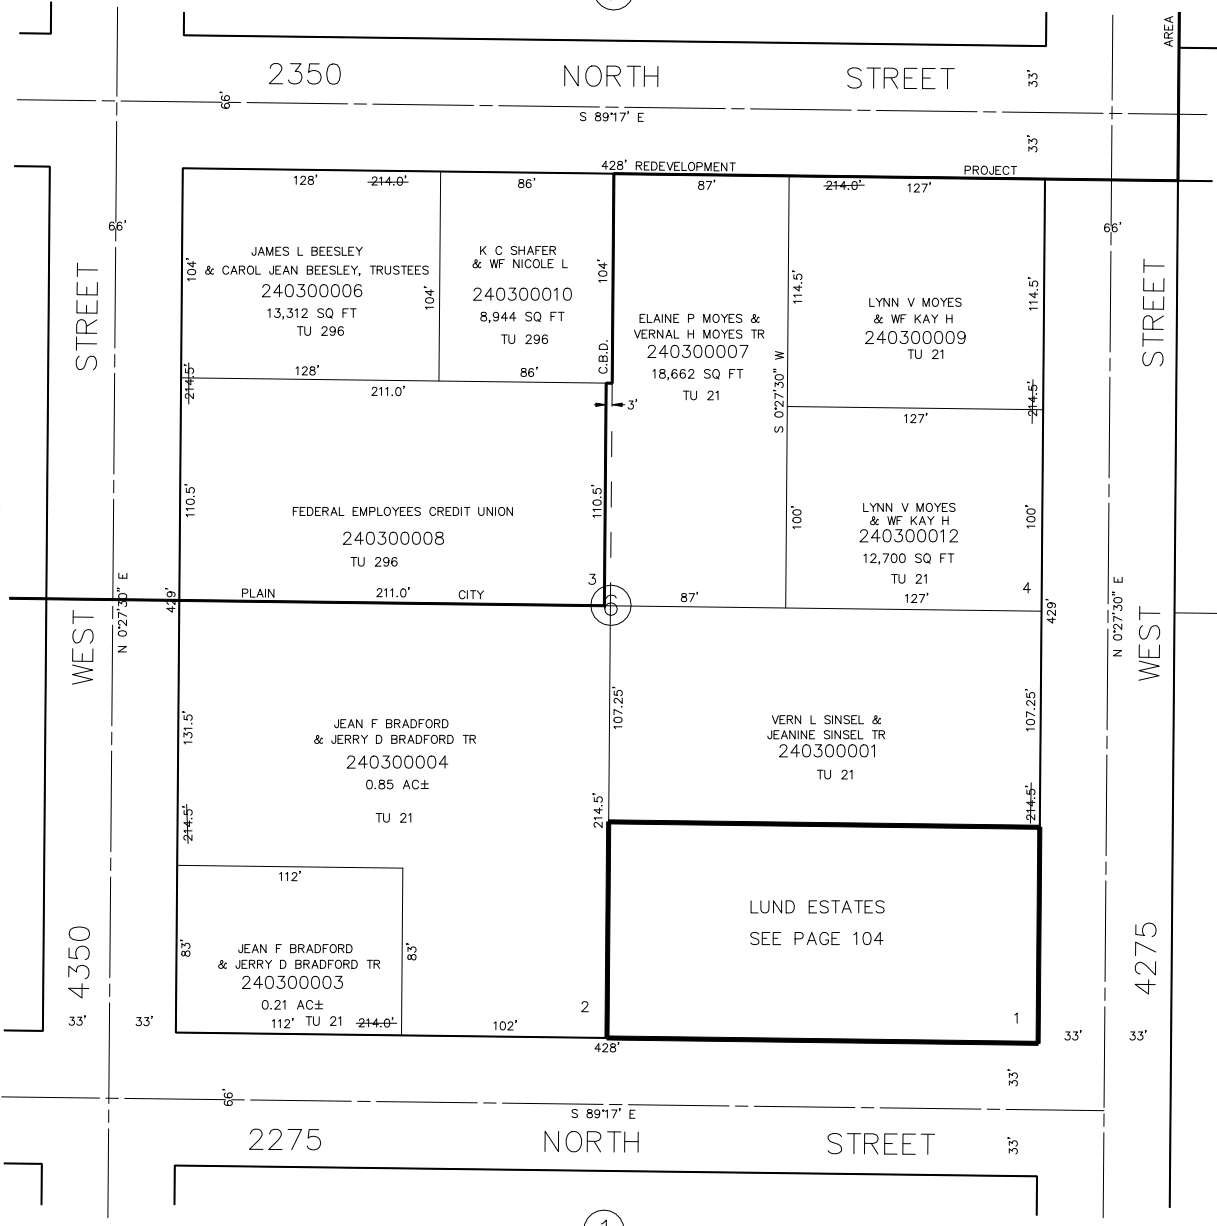 2350 NORTH STREET
AREA
33'
66'
S 89°17' E
33'
428' REDEVELOPMENT PROJECT
128' 214.0' 86' 87' 214.0' 127'
66'
66'
JAMES L BEESLEY
& CAROL JEAN BEESLEY, TRUSTEES
240300006
13,312 SQ FT
TU 296
104'
104'
K C SHAFER
& WF NICOLE L
240300010
8,944 SQ FT
TU 296
104'
C.B.D.
ELAINE P MOYES &
VERNAL H MOYES TR
240300007
18,662 SQ FT
TU 21
114.5'
S 0°27'30" W
LYNN V MOYES
& WF KAY H
240300009
TU 21
114.5'
STREET
STREET
128' 86'
214.5'
211.0'
3'
214.5'
127'
110.5'
FEDERAL EMPLOYEES CREDIT UNION
240300008
TU 296
110.5'
100'
LYNN V MOYES
& WF KAY H
240300012
12,700 SQ FT
TU 21
100'
3
4
PLAIN 211.0' CITY
87' 127'
6
429'
429'
N 0°27'30" E
N 0°27'30" E
WEST
WEST
131.5'
JEAN F BRADFORD
& JERRY D BRADFORD TR
240300004
0.85 AC±
TU 21
107.25'
VERN L SINSEL &
JEANINE SINSEL TR
240300001
TU 21
107.25'
214.5'
214.5'
214.5'
112'
83'
JEAN F BRADFORD
& JERRY D BRADFORD TR
240300003
0.21 AC±
TU 21
83'
112' 214.0' 102'
2
LUND ESTATES
SEE PAGE 104
1
4350
4275
33' 33'
33' 33'
428'
33'
66'
S 89°17' E
2275 NORTH STREET
33'
1